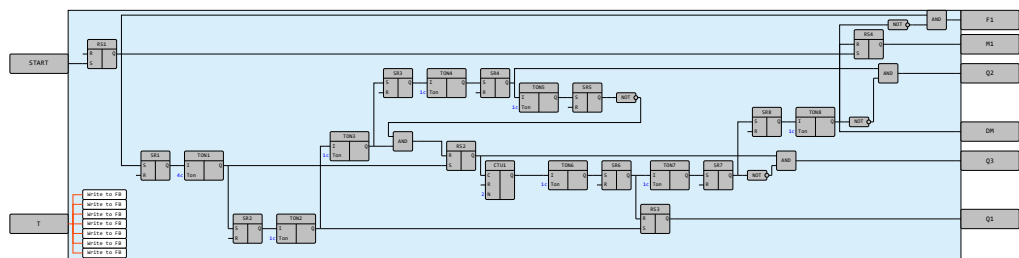 START
T
RS1
R Q
S
SR1
S Q
R
TON1
I Q
4c Ton
Write to FB
Write to FB
Write to FB
Write to FB
Write to FB
Write to FB
Write to FB
SR2
S Q
R
TON2
I Q
1c Ton
TON3
I Q
1c Ton
SR3
S Q
R
TON4
I Q
1c Ton
SR4
S Q
R
TON5
I Q
1c Ton
SR5
S Q
R
NOT
AND
RS2
R Q
S
CTU1
C Q
R
2 N
TON6
I Q
1c Ton
SR6
S Q
R
TON7
I Q
1c Ton
SR7
S Q
R
NOT
AND
RS3
R Q
S
SR8
S Q
R
TON8
I Q
1c Ton
NOT
AND
RS4
R Q
S
NOT
AND
F1
M1
Q2
DM
Q3
Q1